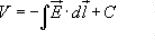 V = -∫E⃗ · dl⃗ + C